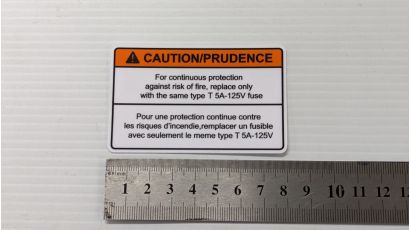 CAUTION/PRUDENCE
For continuous protection
against risk of fire, replace only
with the same type T 5A-125V fuse
Pour une protection continue contre
les risques d'incendie,remplacer un fusible
avec seulement le meme type T 5A-125V
1 2 3 4 5 6 7 8 9 10 11 12